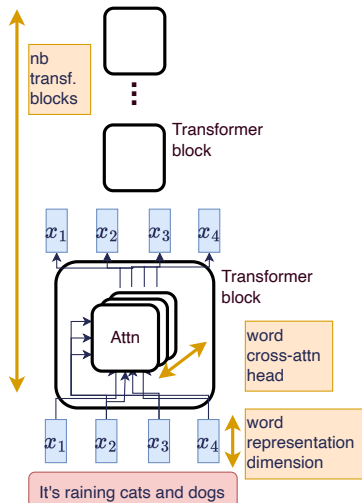 nb
transf.
blocks
Transformer
block
x₁ x₂ x₃ x₄
Transformer
block
Attn
word
cross-attn
head
x₁ x₂ x₃ x₄
word
representation
dimension
It's raining cats and dogs